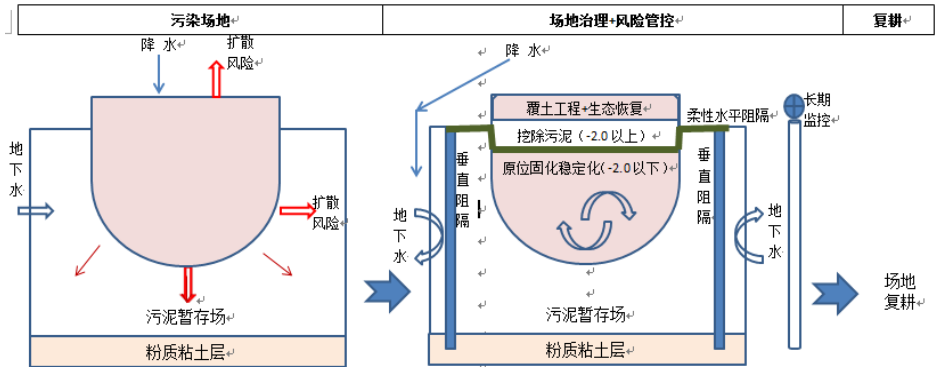 污染场地
场地治理+风险管控
复耕
降 水
扩散
风险
地
下
水
扩散
风险
污泥暂存场
粉质粘土层
降 水
覆土工程+生态恢复
挖除污泥（-2.0以上）
原位固化稳定化(-2.0以下)
柔性水平阻隔
垂
直
阻
隔
垂
直
阻
隔
地
下
水
地
下
水
污泥暂存场
粉质粘土层
长期
监控
场地
复耕